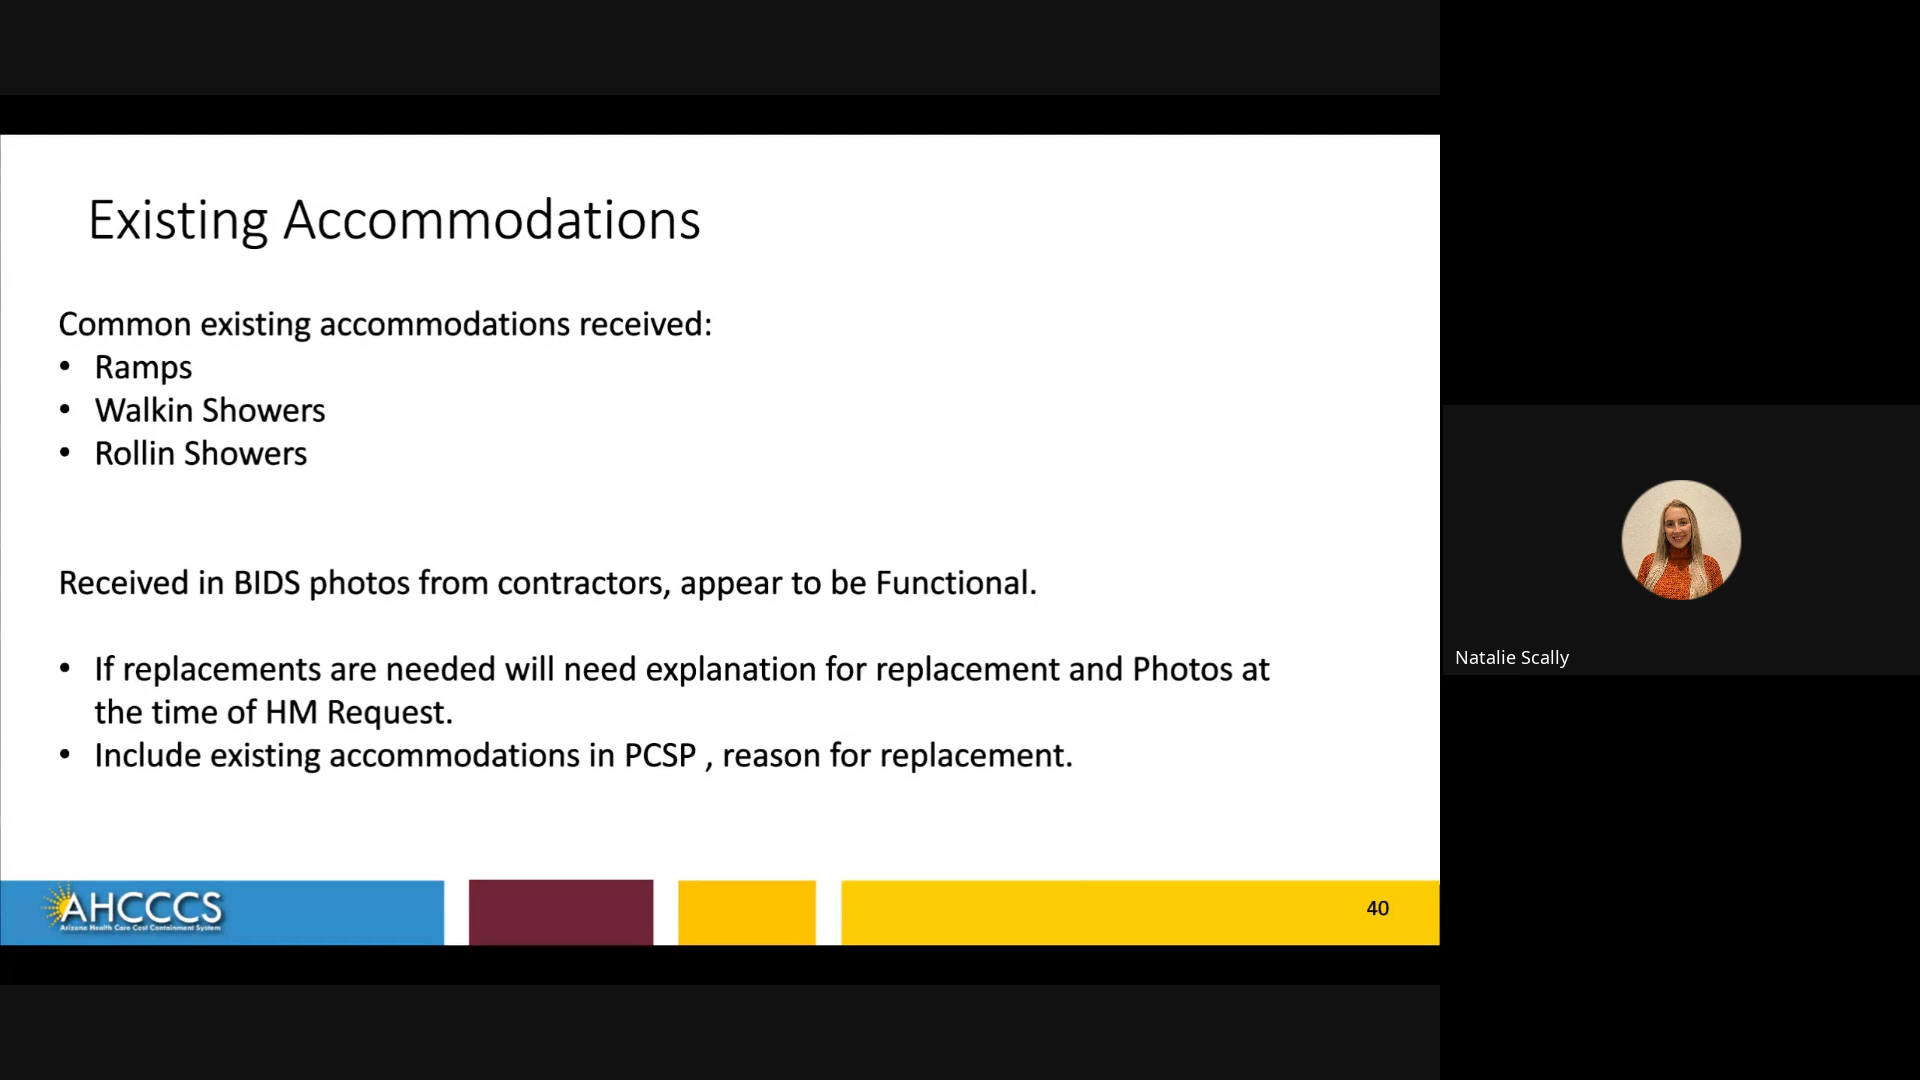 Existing Accommodations
Common existing accommodations received:
• Ramps
• Walkin Showers
• Rollin Showers
Received in BIDS photos from contractors, appear to be Functional.
• If replacements are needed will need explanation for replacement and Photos at
the time of HM Request.
• Include existing accommodations in PCSP , reason for replacement.
AHCCCS
Arizona Health Care Cost Containment System
40
Natalie Scally